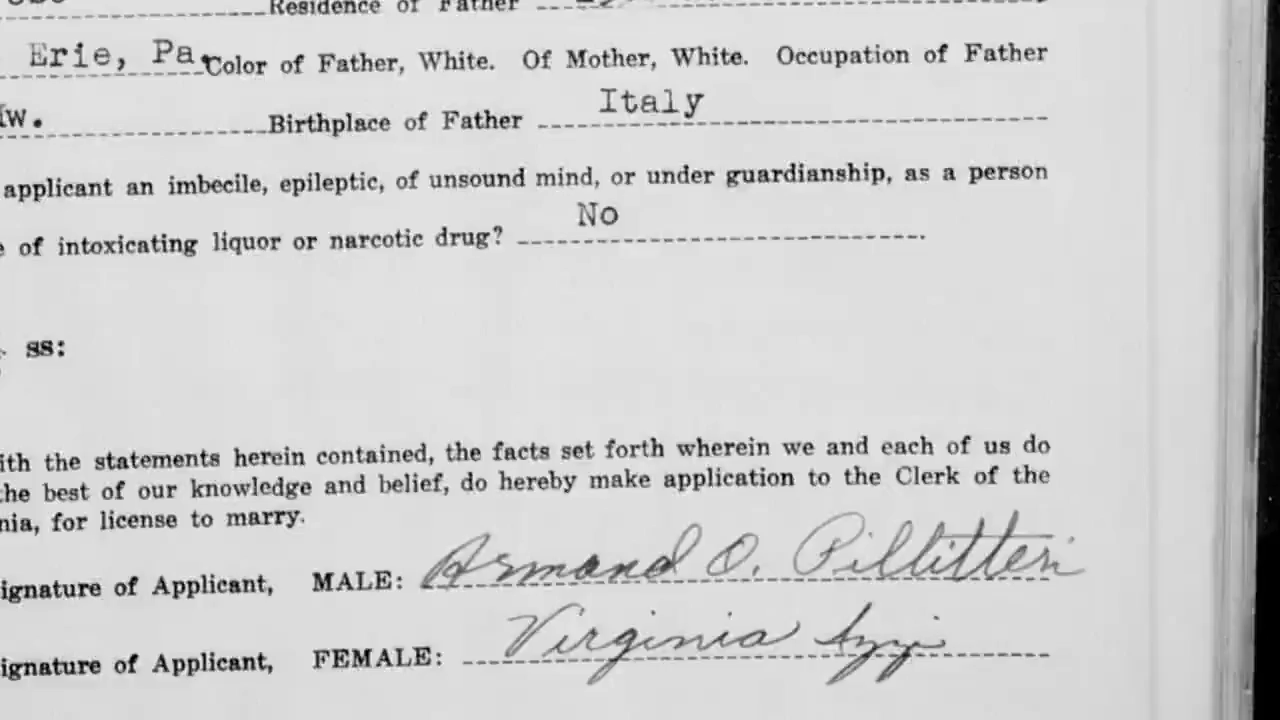 Residence of Father
Erie, Pa. Color of Father, White. Of Mother, White. Occupation of Father
Birthplace of Father Italy
applicant an imbecile, epileptic, of unsound mind, or under guardianship, as a person
of intoxicating liquor or narcotic drug? No
ss:
the statements herein contained, the facts set forth wherein we and each of us do
the best of our knowledge and belief, do hereby make application to the Clerk of the
nia, for license to marry.
ignature of Applicant, MALE: Armand O. Pillitteri
ignature of Applicant, FEMALE: Virginia Azzi